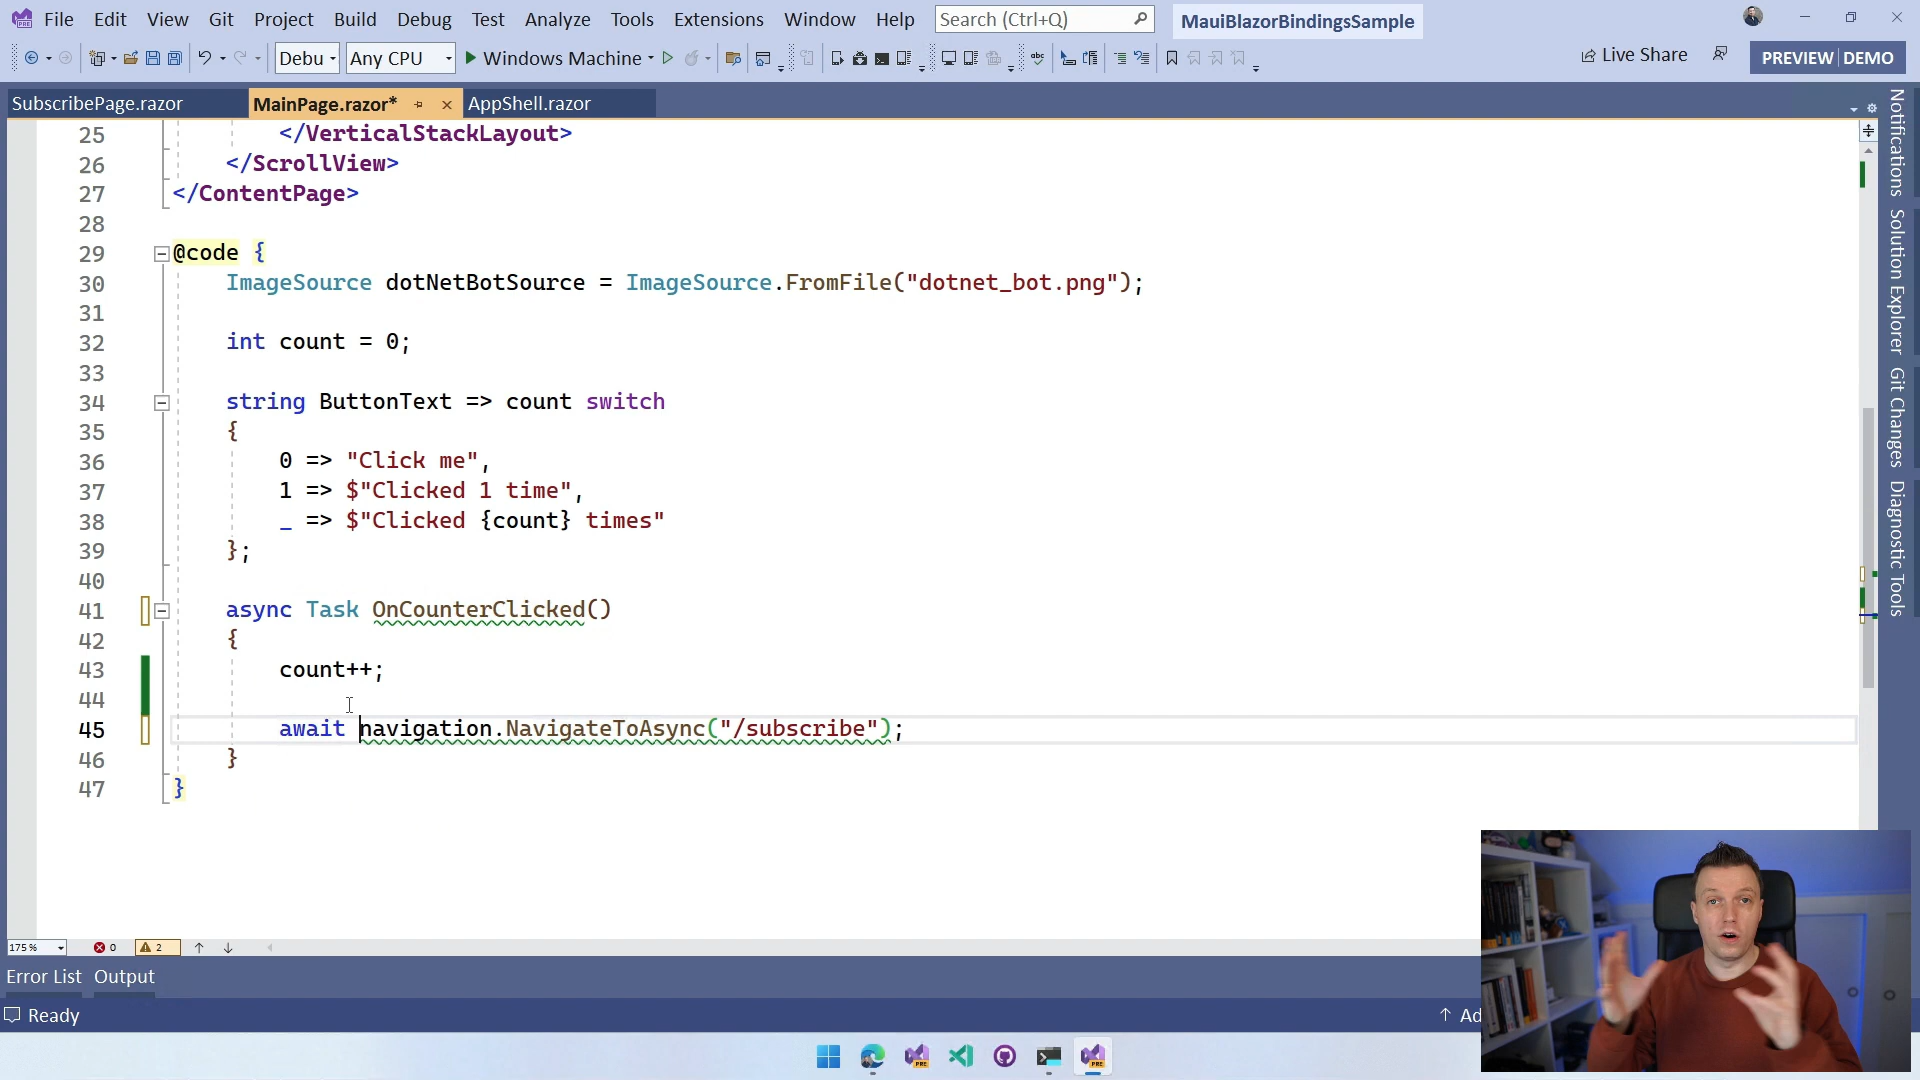 File Edit View Git Project Build Debug Test Analyze Tools Extensions Window Help Search (Ctrl+Q) MauiBlazorBindingsSample
Debu Any CPU Windows Machine Live Share PREVIEW DEMO
SubscribePage.razor MainPage.razor* AppShell.razor
25 </VerticalStackLayout>
26 </ScrollView>
27 </ContentPage>
28
29 @code {
30 ImageSource dotNetBotSource = ImageSource.FromFile("dotnet_bot.png");
31
32 int count = 0;
33
34 string ButtonText => count switch
35 {
36 0 => "Click me",
37 1 => $"Clicked 1 time",
38 _ => $"Clicked {count} times"
39 };
40
41 async Task OnCounterClicked()
42 {
43 count++;
44
45 await navigation.NavigateToAsync("/subscribe");
46 }
47 }
Notifications
Solution Explorer
Git Changes
Diagnostic Tools
175 % 0 2
Error List Output
Ready Ad